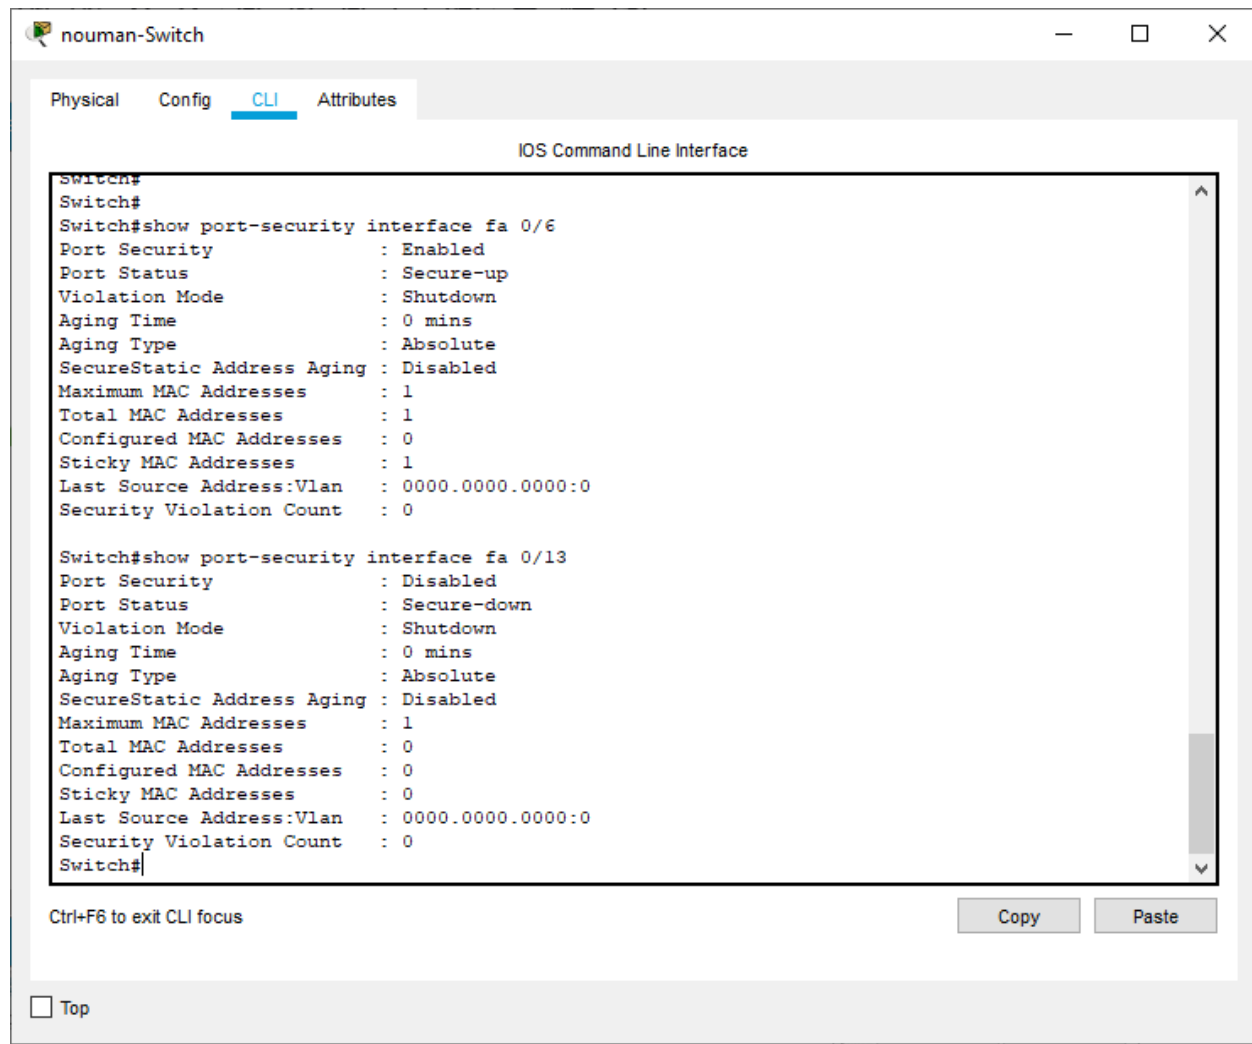 nouman-Switch
Physical Config CLI Attributes
IOS Command Line Interface
Switch#
Switch#
Switch#show port-security interface fa 0/6
Port Security : Enabled
Port Status : Secure-up
Violation Mode : Shutdown
Aging Time : 0 mins
Aging Type : Absolute
SecureStatic Address Aging : Disabled
Maximum MAC Addresses : 1
Total MAC Addresses : 1
Configured MAC Addresses : 0
Sticky MAC Addresses : 1
Last Source Address:Vlan : 0000.0000.0000:0
Security Violation Count : 0
Switch#show port-security interface fa 0/13
Port Security : Disabled
Port Status : Secure-down
Violation Mode : Shutdown
Aging Time : 0 mins
Aging Type : Absolute
SecureStatic Address Aging : Disabled
Maximum MAC Addresses : 1
Total MAC Addresses : 0
Configured MAC Addresses : 0
Sticky MAC Addresses : 0
Last Source Address:Vlan : 0000.0000.0000:0
Security Violation Count : 0
Switch#
Ctrl+F6 to exit CLI focus
Copy Paste
Top